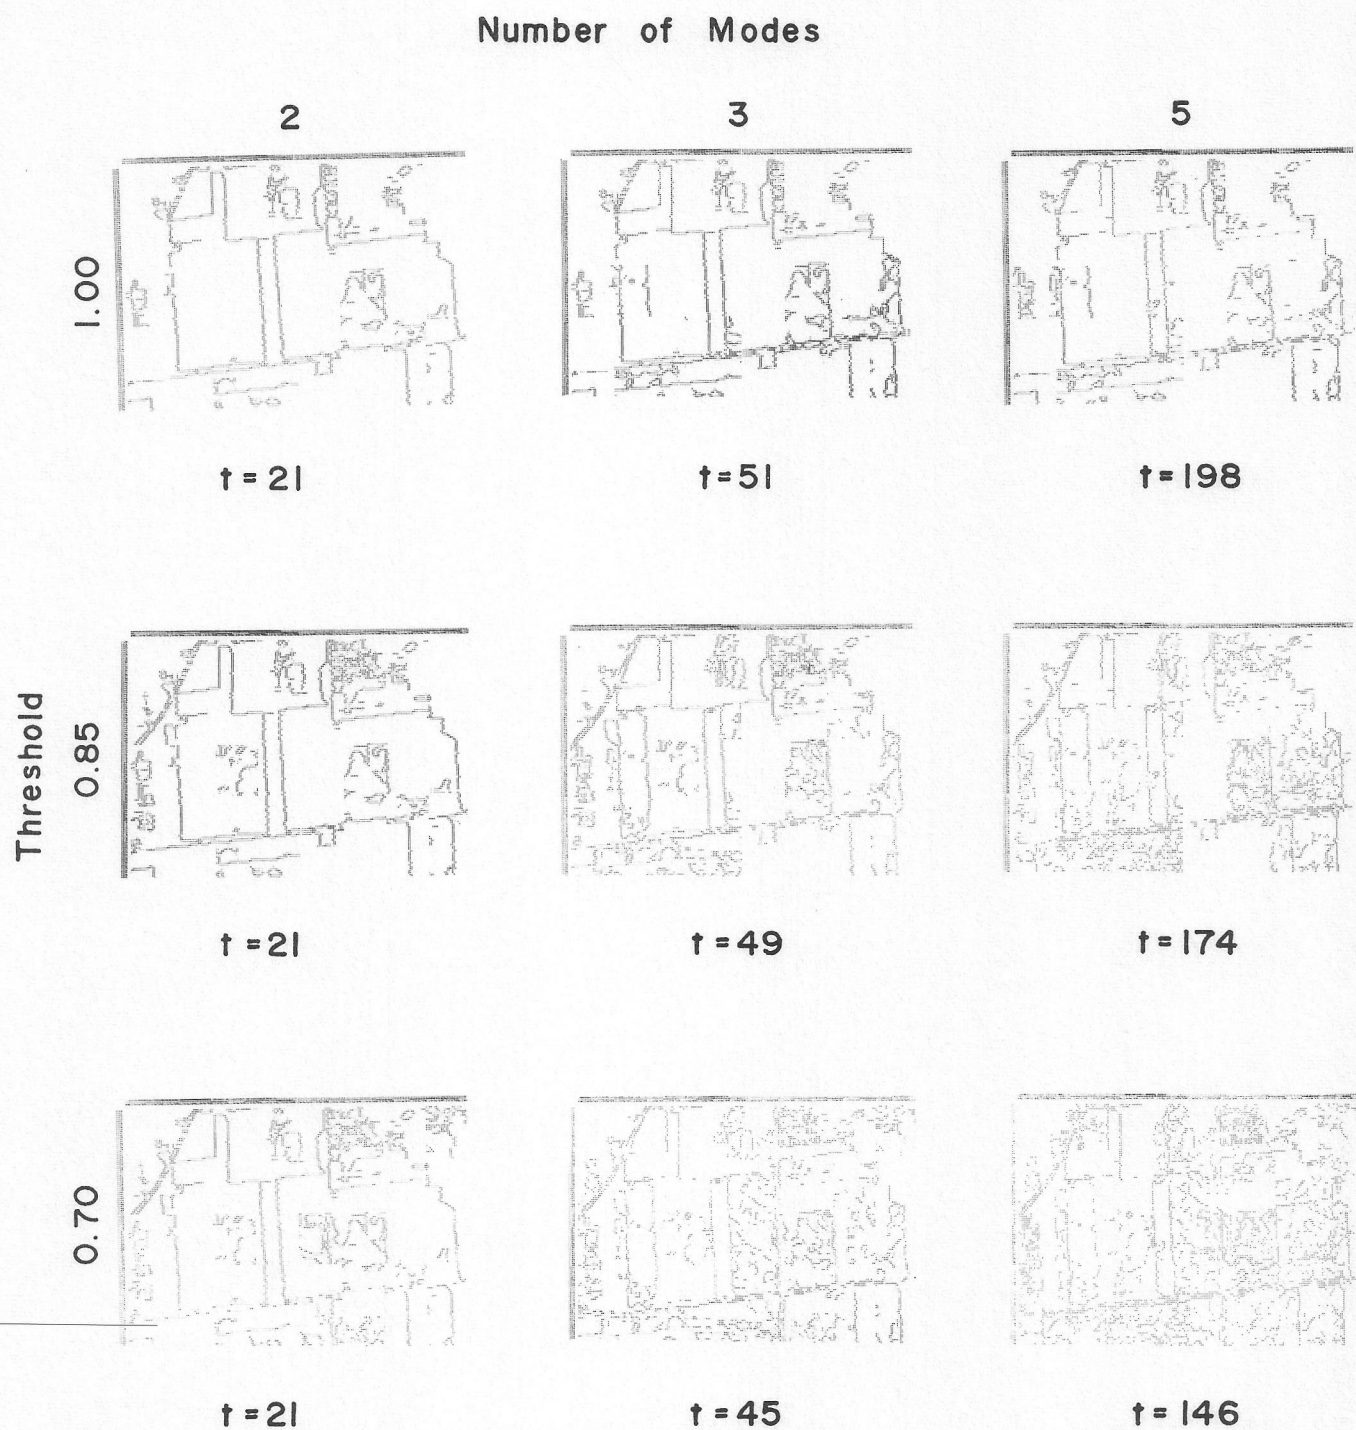 Number of Modes
2 3 5
1.00
t=21 t=51 t=198
Threshold
0.85
t=21 t=49 t=174
0.70
t=21 t=45 t=146